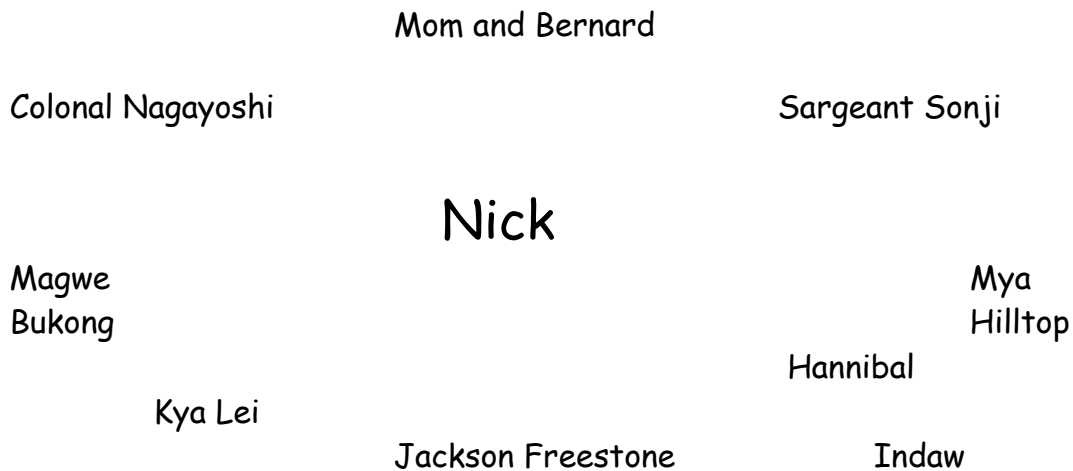 Mom and Bernard
Colonal Nagayoshi
Sargeant Sonji
Nick
Magwe
Mya
Bukong
Hilltop
Hannibal
Kya Lei
Jackson Freestone
Indaw